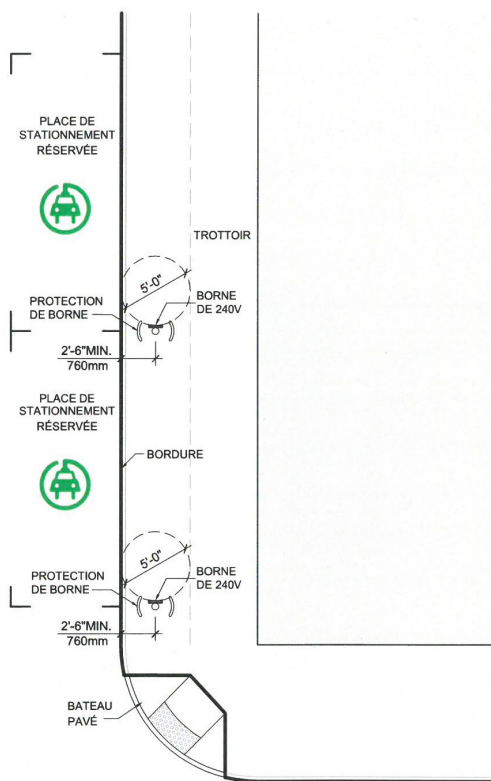 PLACE DE
STATIONNEMENT
RÉSERVÉE
TROTTOIR
5'-0"
PROTECTION
DE BORNE
BORNE
DE 240V
2'-6"MIN.
760mm
PLACE DE
STATIONNEMENT
RÉSERVÉE
BORDURE
5'-0"
PROTECTION
DE BORNE
BORNE
DE 240V
2'-6"MIN.
760mm
BATEAU
PAVÉ